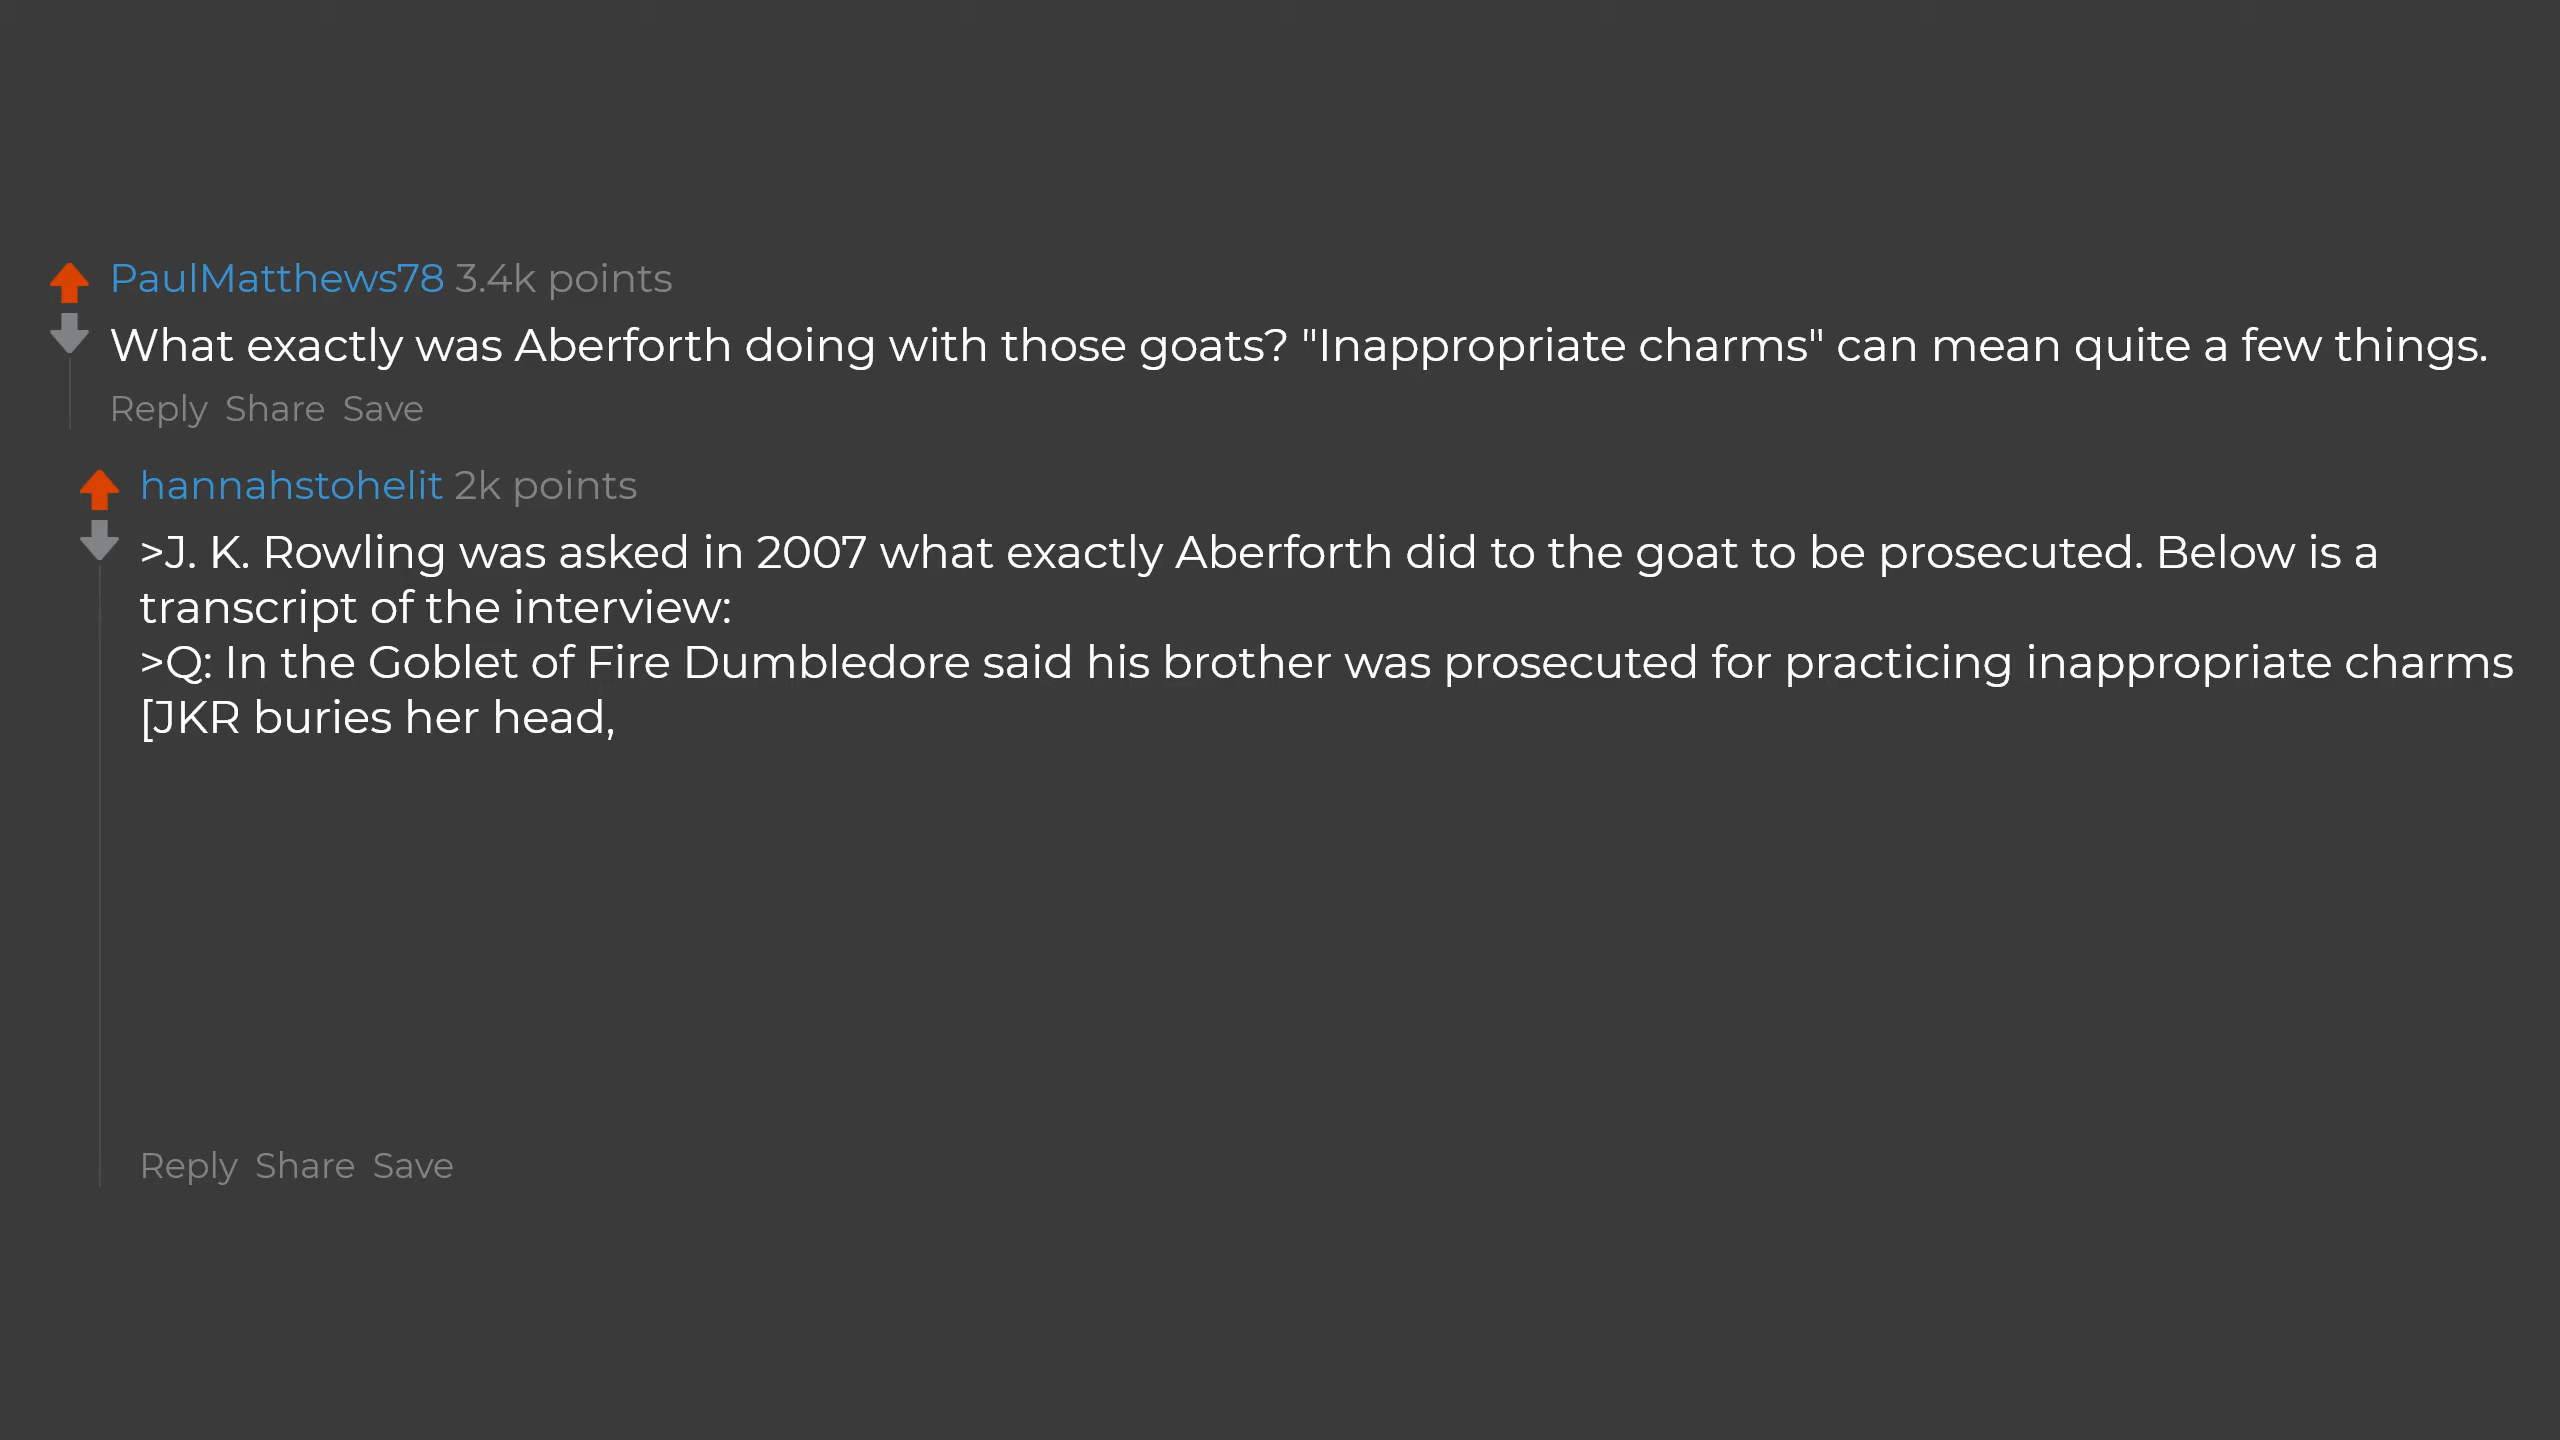 PaulMatthews78 3.4k points
What exactly was Aberforth doing with those goats? "Inappropriate charms" can mean quite a few things.
Reply Share Save
hannahstohelit 2k points
>J. K. Rowling was asked in 2007 what exactly Aberforth did to the goat to be prosecuted. Below is a
transcript of the interview:
>Q: In the Goblet of Fire Dumbledore said his brother was prosecuted for practicing inappropriate charms
[JKR buries her head,
Reply Share Save